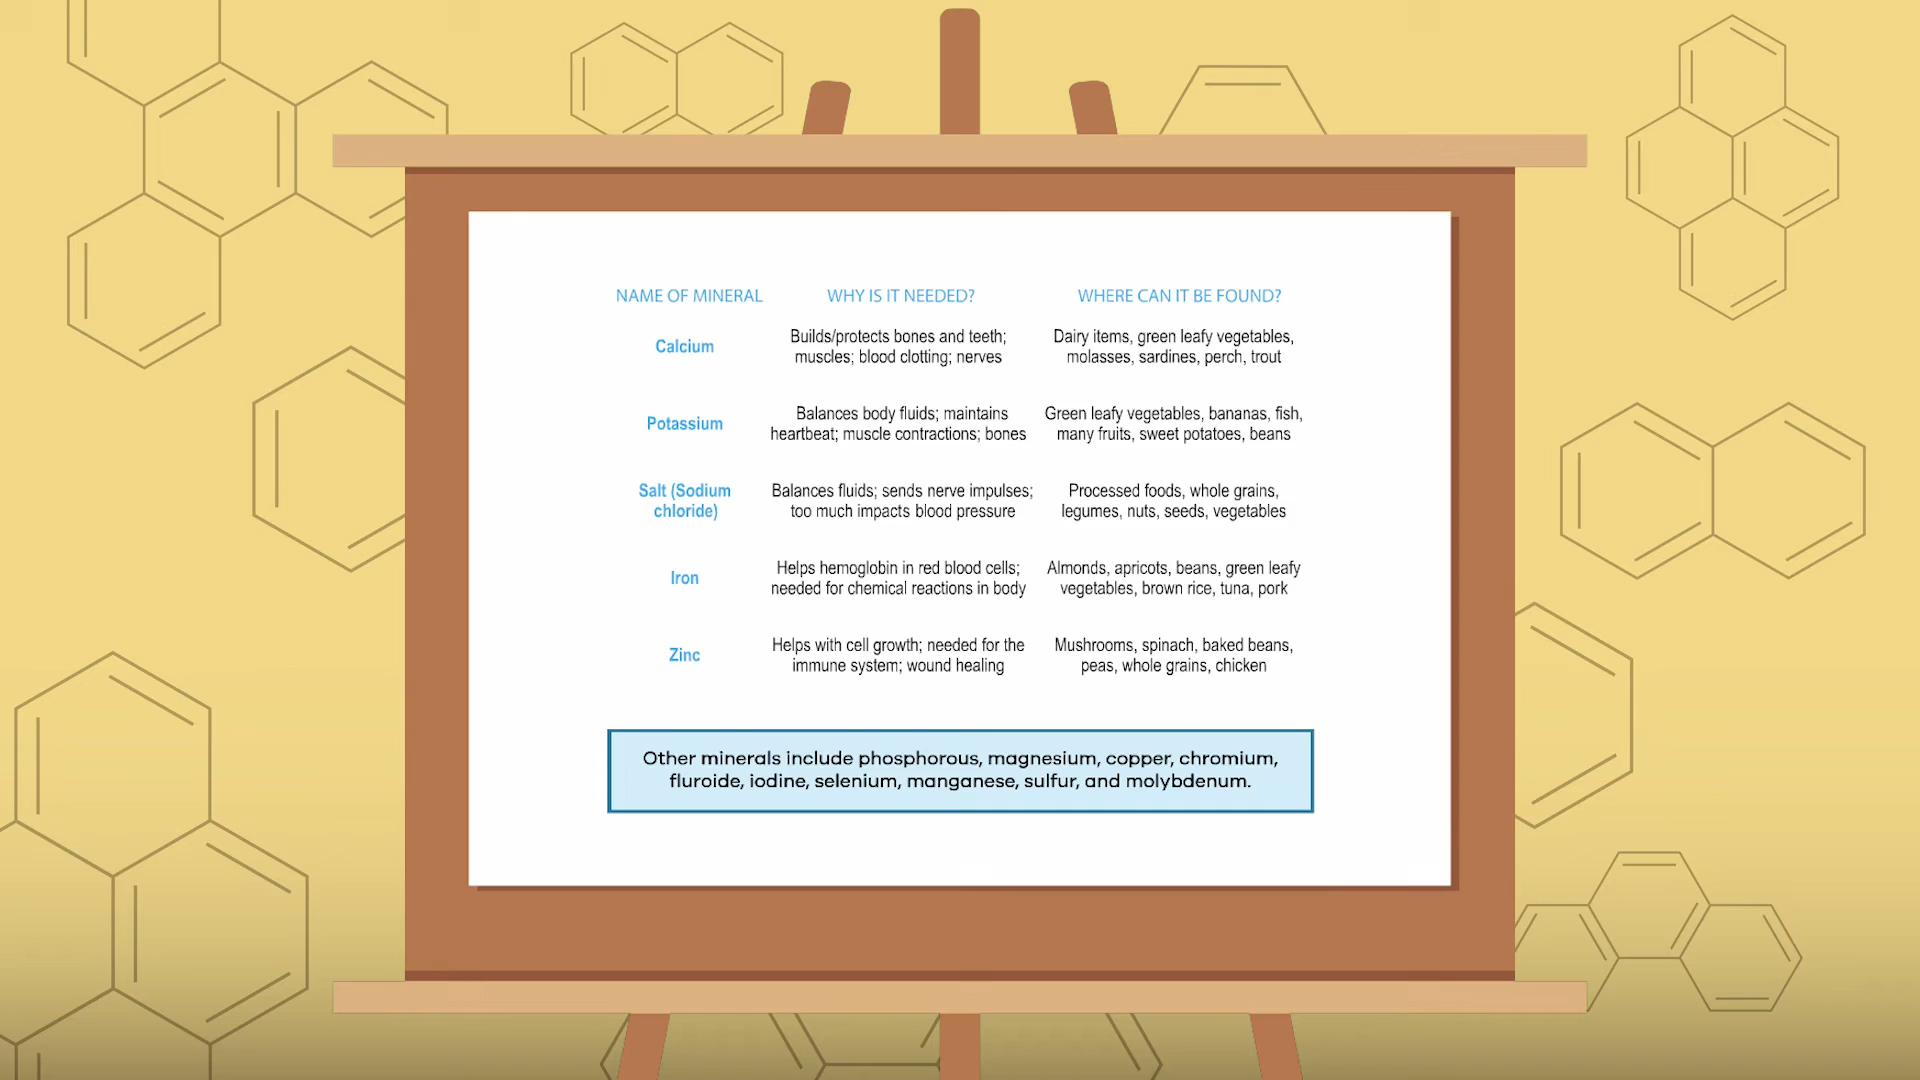 NAME OF MINERAL WHY IS IT NEEDED? WHERE CAN IT BE FOUND?
Calcium
Builds/protects bones and teeth;
muscles; blood clotting; nerves
Dairy items, green leafy vegetables,
molasses, sardines, perch, trout
Potassium
Balances body fluids; maintains
heartbeat; muscle contractions; bones
Green leafy vegetables, bananas, fish,
many fruits, sweet potatoes, beans
Salt (Sodium
chloride)
Balances fluids; sends nerve impulses;
too much impacts blood pressure
Processed foods, whole grains,
legumes, nuts, seeds, vegetables
Iron
Helps hemoglobin in red blood cells;
needed for chemical reactions in body
Almonds, apricots, beans, green leafy
vegetables, brown rice, tuna, pork
Zinc
Helps with cell growth; needed for the
immune system; wound healing
Mushrooms, spinach, baked beans,
peas, whole grains, chicken
Other minerals include phosphorous, magnesium, copper, chromium,
fluroide, iodine, selenium, manganese, sulfur, and molybdenum.